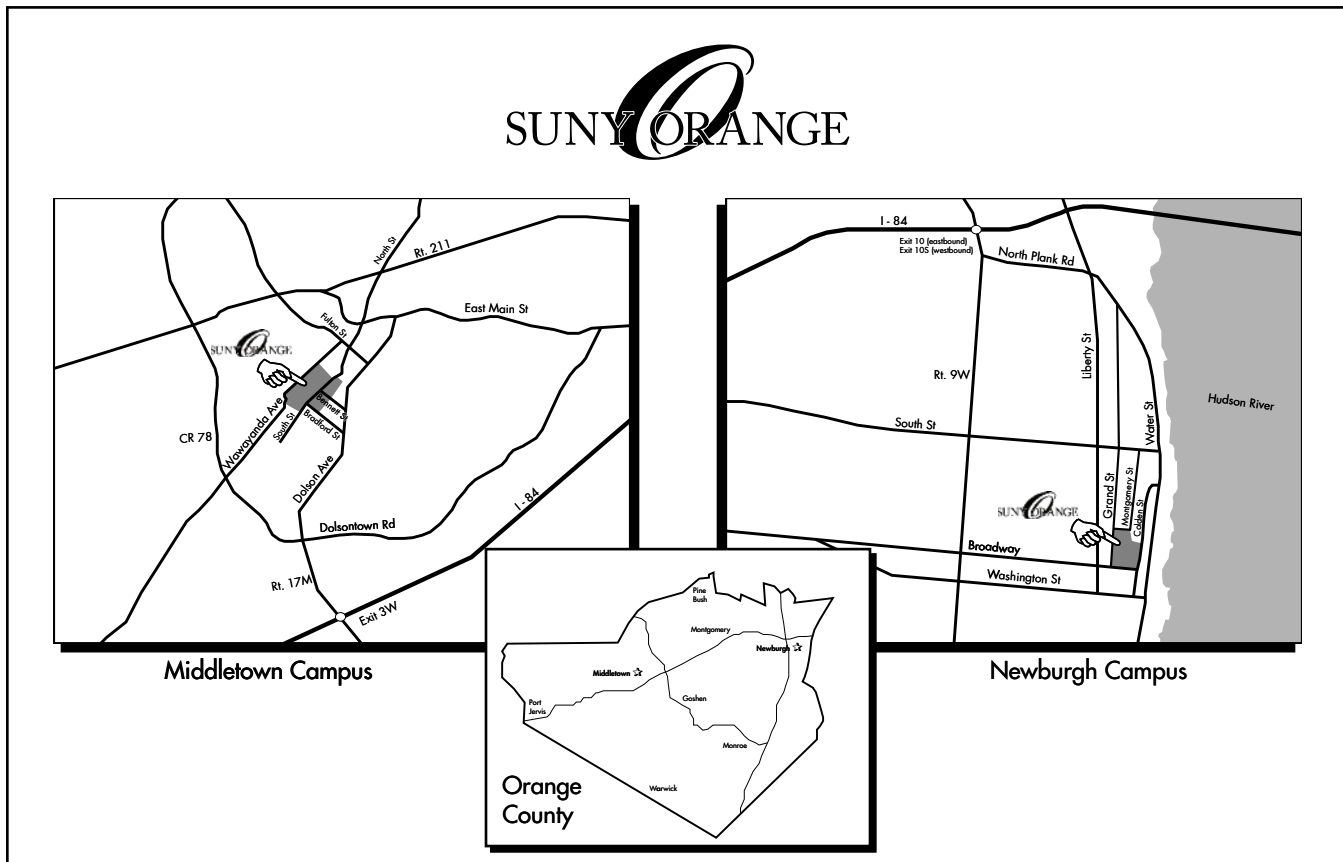 SUNY ORANGE
North St
Rt. 211
East Main St
Fulton St
SUNY ORANGE
Wawayanda Ave
South St
Bennett St
Bradford St
CR 78
Dolson Ave
I - 84
Dolsontown Rd
Rt. 17M
Exit 3W
Middletown Campus
I - 84
Exit 10 (eastbound)
Exit 10S (westbound)
North Plank Rd
Liberty St
Rt. 9W
Hudson River
South St
Water St
Grand St
Montgomery St
Colden St
SUNY ORANGE
Broadway
Washington St
Newburgh Campus
Pine
Bush
Montgomery
Newburgh
Middletown
Port
Jervis
Goshen
Monroe
Warwick
Orange
County